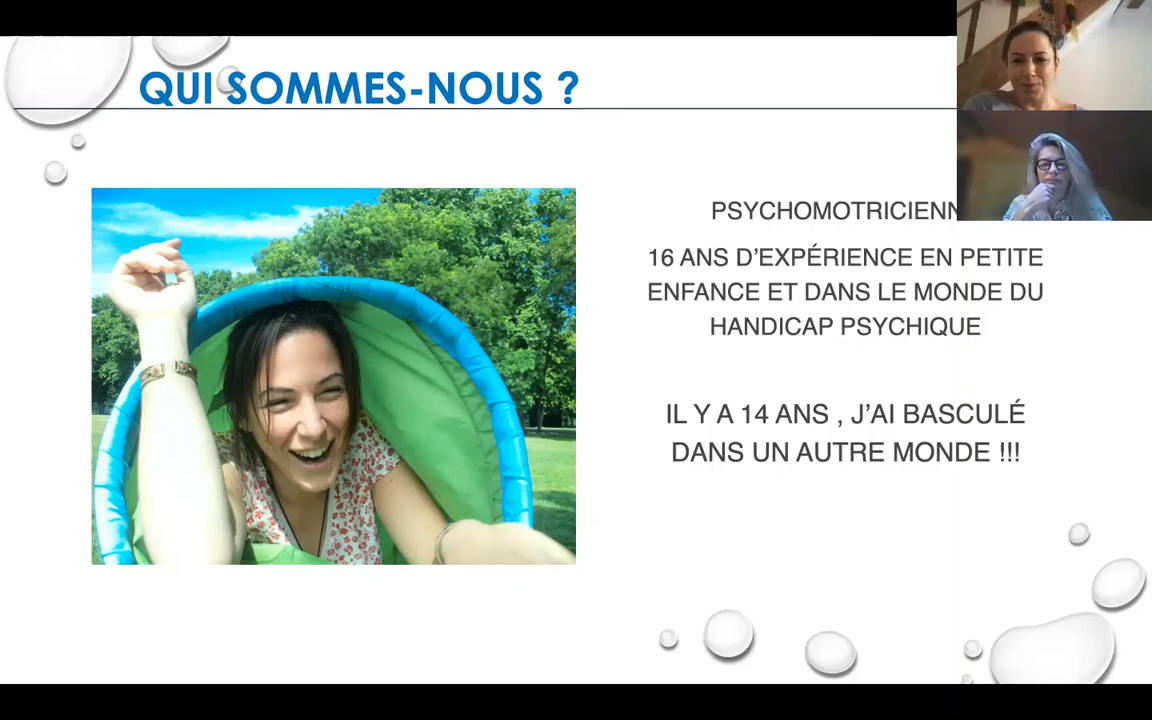 QUI SOMMES-NOUS ?
16 ANS D’EXPÉRIENCE EN PETITE
ENFANCE ET DANS LE MONDE DU
HANDICAP PSYCHIQUE
IL Y A 14 ANS , J’AI BASCULÉ
DANS UN AUTRE MONDE !!!